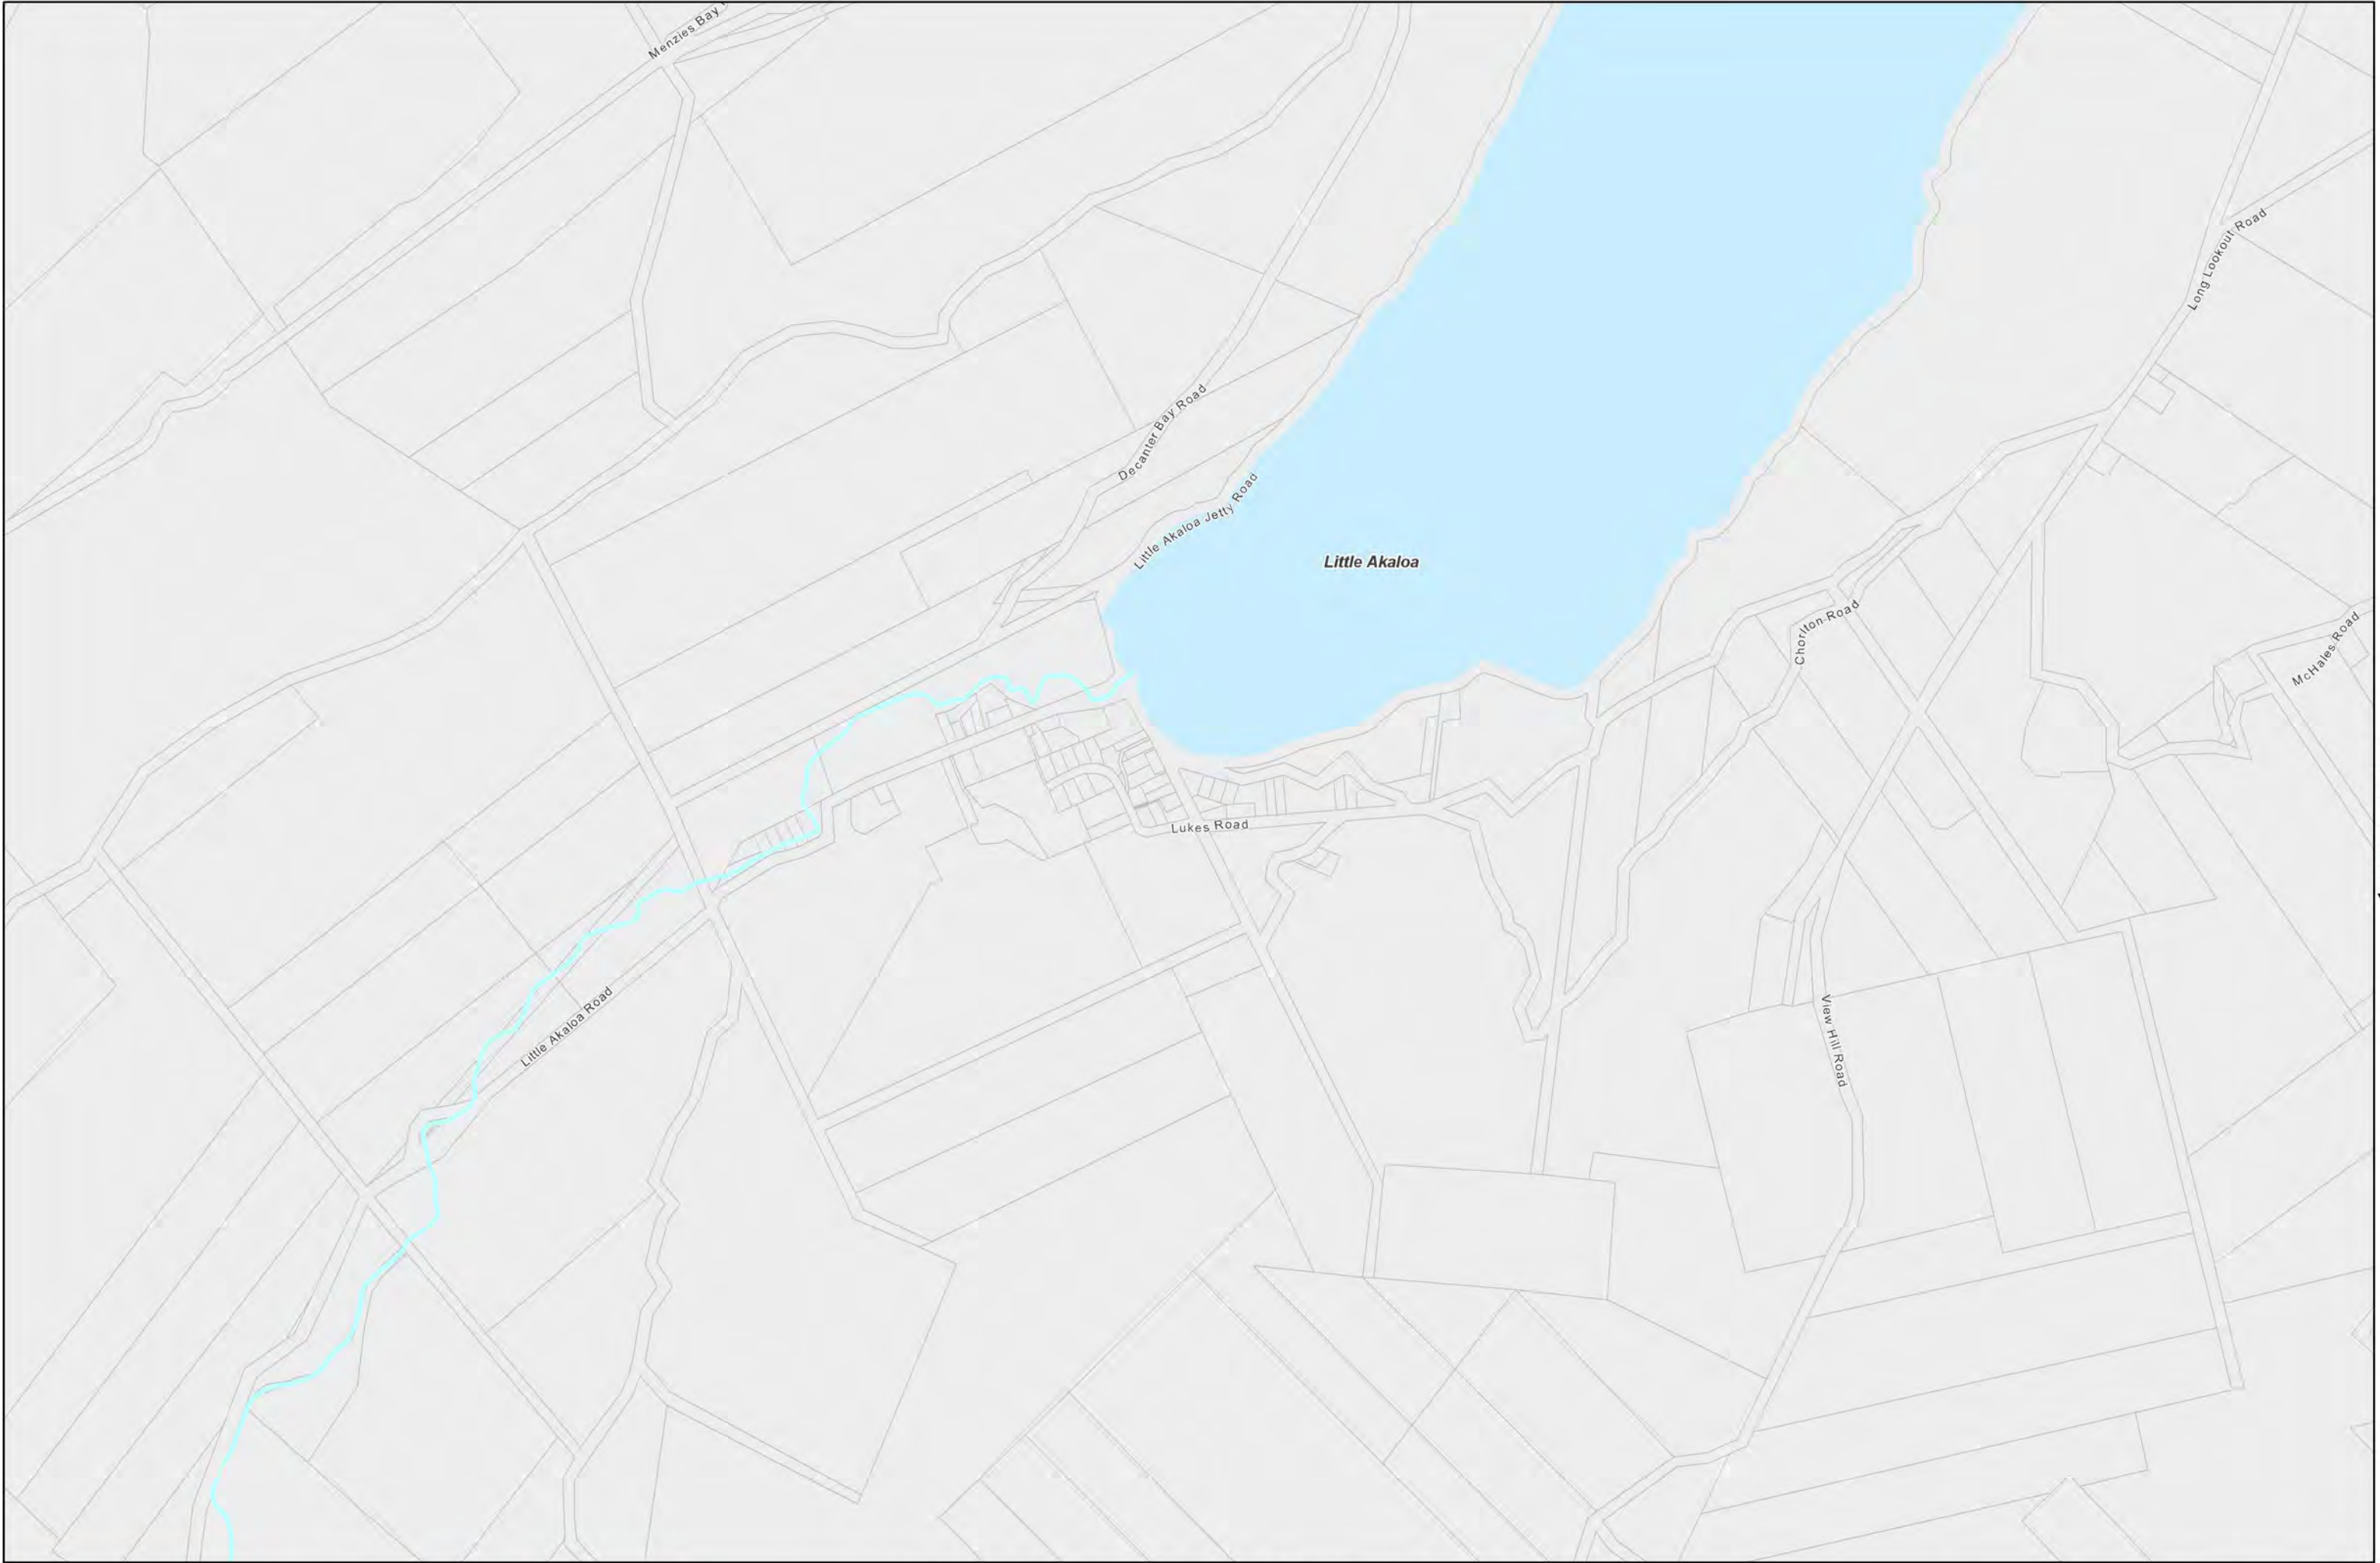 Menzies Bay
Long Lookout Road
Decanter Bay Road
Little Akaloa Jetty Road
Little Akaloa
Chorlton Road
McHales Road
Lukes Road
Little Akaloa Road
View Hill Road